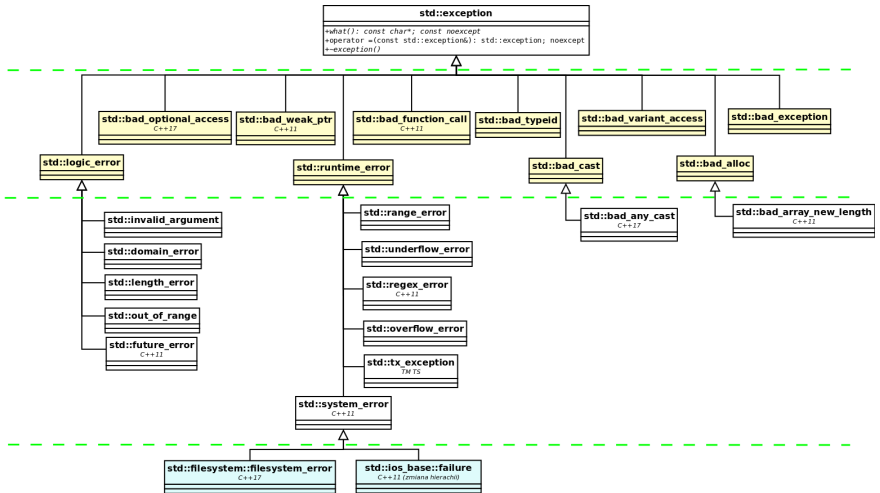 std::exception
+what(): const char*; const noexcept
+operator =(const std::exception&): std::exception; noexcept
+~exception()
std::bad_optional_access
C++17
std::bad_weak_ptr
C++11
std::bad_function_call
C++11
std::bad_typeid
std::bad_variant_access
std::bad_exception
std::logic_error
std::runtime_error
std::bad_cast
std::bad_alloc
std::invalid_argument
std::domain_error
std::length_error
std::out_of_range
std::future_error
C++11
std::range_error
std::underflow_error
std::regex_error
C++11
std::overflow_error
std::tx_exception
TM TS
std::system_error
C++11
std::bad_any_cast
C++17
std::bad_array_new_length
C++11
std::filesystem::filesystem_error
C++17
std::ios_base::failure
C++11 (zmiana hierachii)